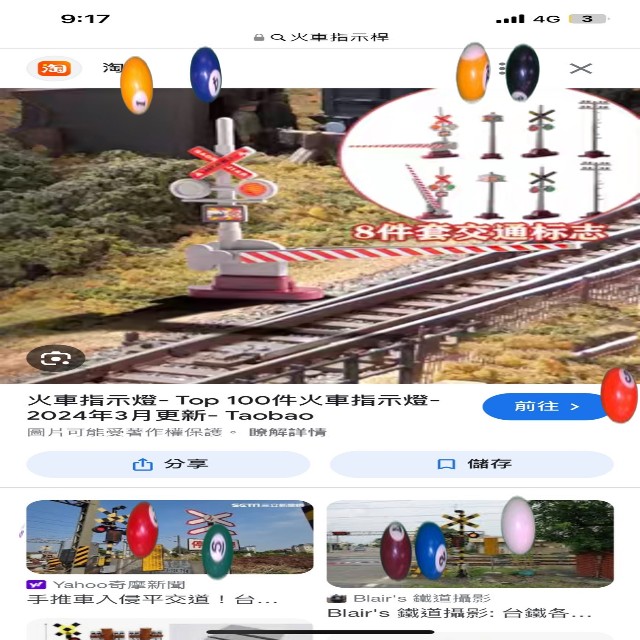 9:17
4G
3
火車指示桿
淘
淘
8件套交通标志
火車指示燈- Top 100件火車指示燈-
2024年3月更新- Taobao
前往 >
圖片可能受著作權保護。 瞭解詳情
分享
儲存
Yahoo奇摩新聞
手推車入侵平交道！台...
Blair's 鐵道攝影
Blair's 鐵道攝影: 台鐵各...